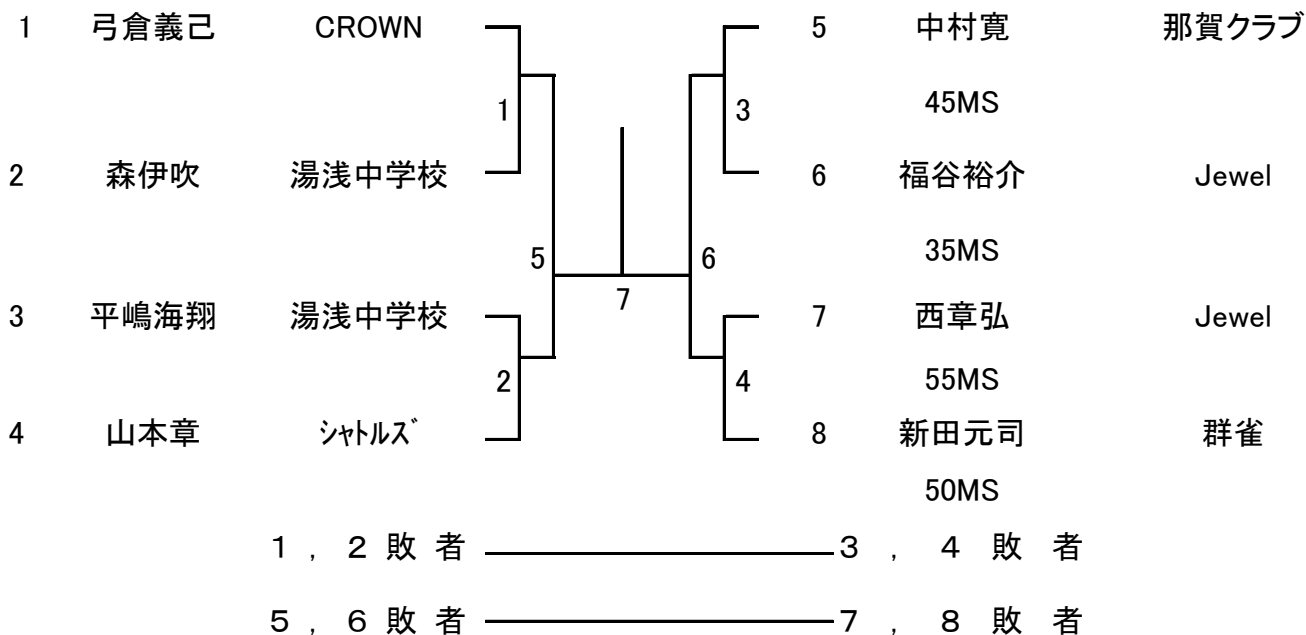 1 弓倉義己 CROWN 5 中村寛 那賀クラブ
1 3 45MS
2 森伊吹 湯浅中学校 6 福谷裕介 Jewel
5 6 35MS
7
3 平嶋海翔 湯浅中学校 7 西章弘 Jewel
2 4 55MS
4 山本章 ｼｬﾄﾙｽﾞ 8 新田元司 群雀
50MS
１，２敗者 ３，４敗者
５，６敗者 ７，８敗者